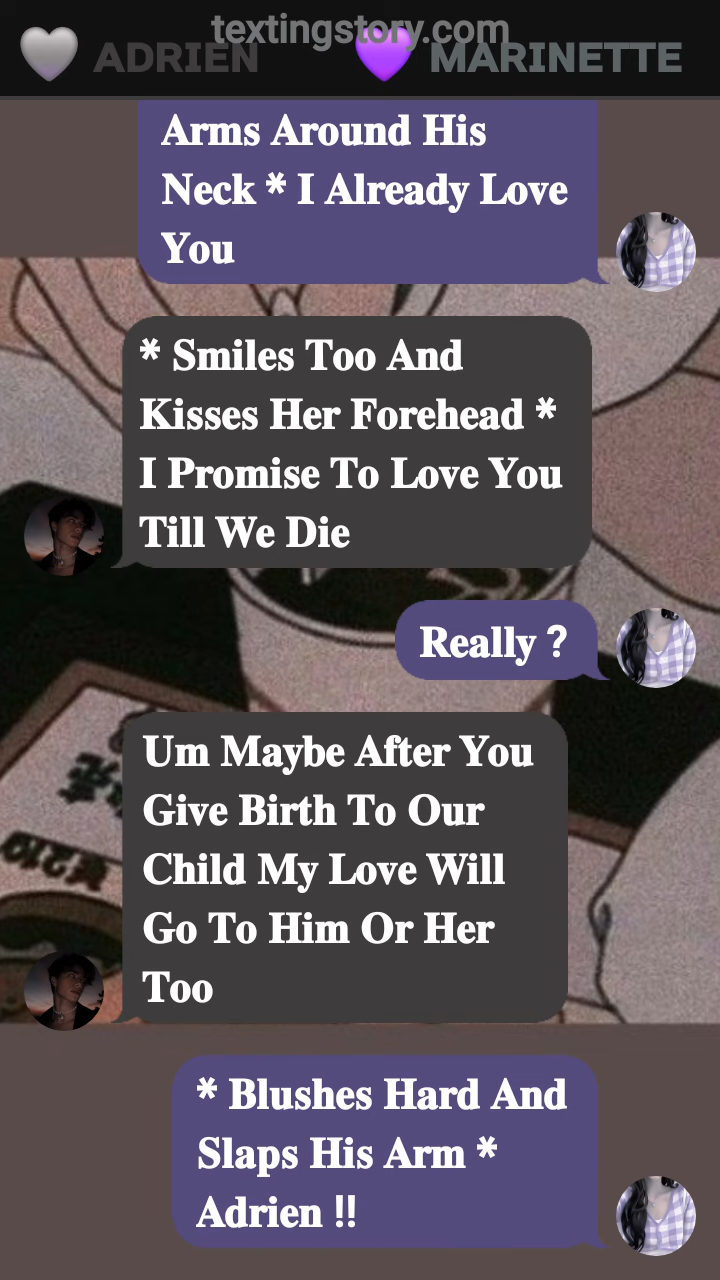 textingstory.com
🩶 ADRIEN 💜 MARINETTE
Arms Around His
Neck * I Already Love
You
* Smiles Too And
Kisses Her Forehead *
I Promise To Love You
Till We Die
Really ?
Um Maybe After You
Give Birth To Our
Child My Love Will
Go To Him Or Her
Too
* Blushes Hard And
Slaps His Arm *
Adrien !!